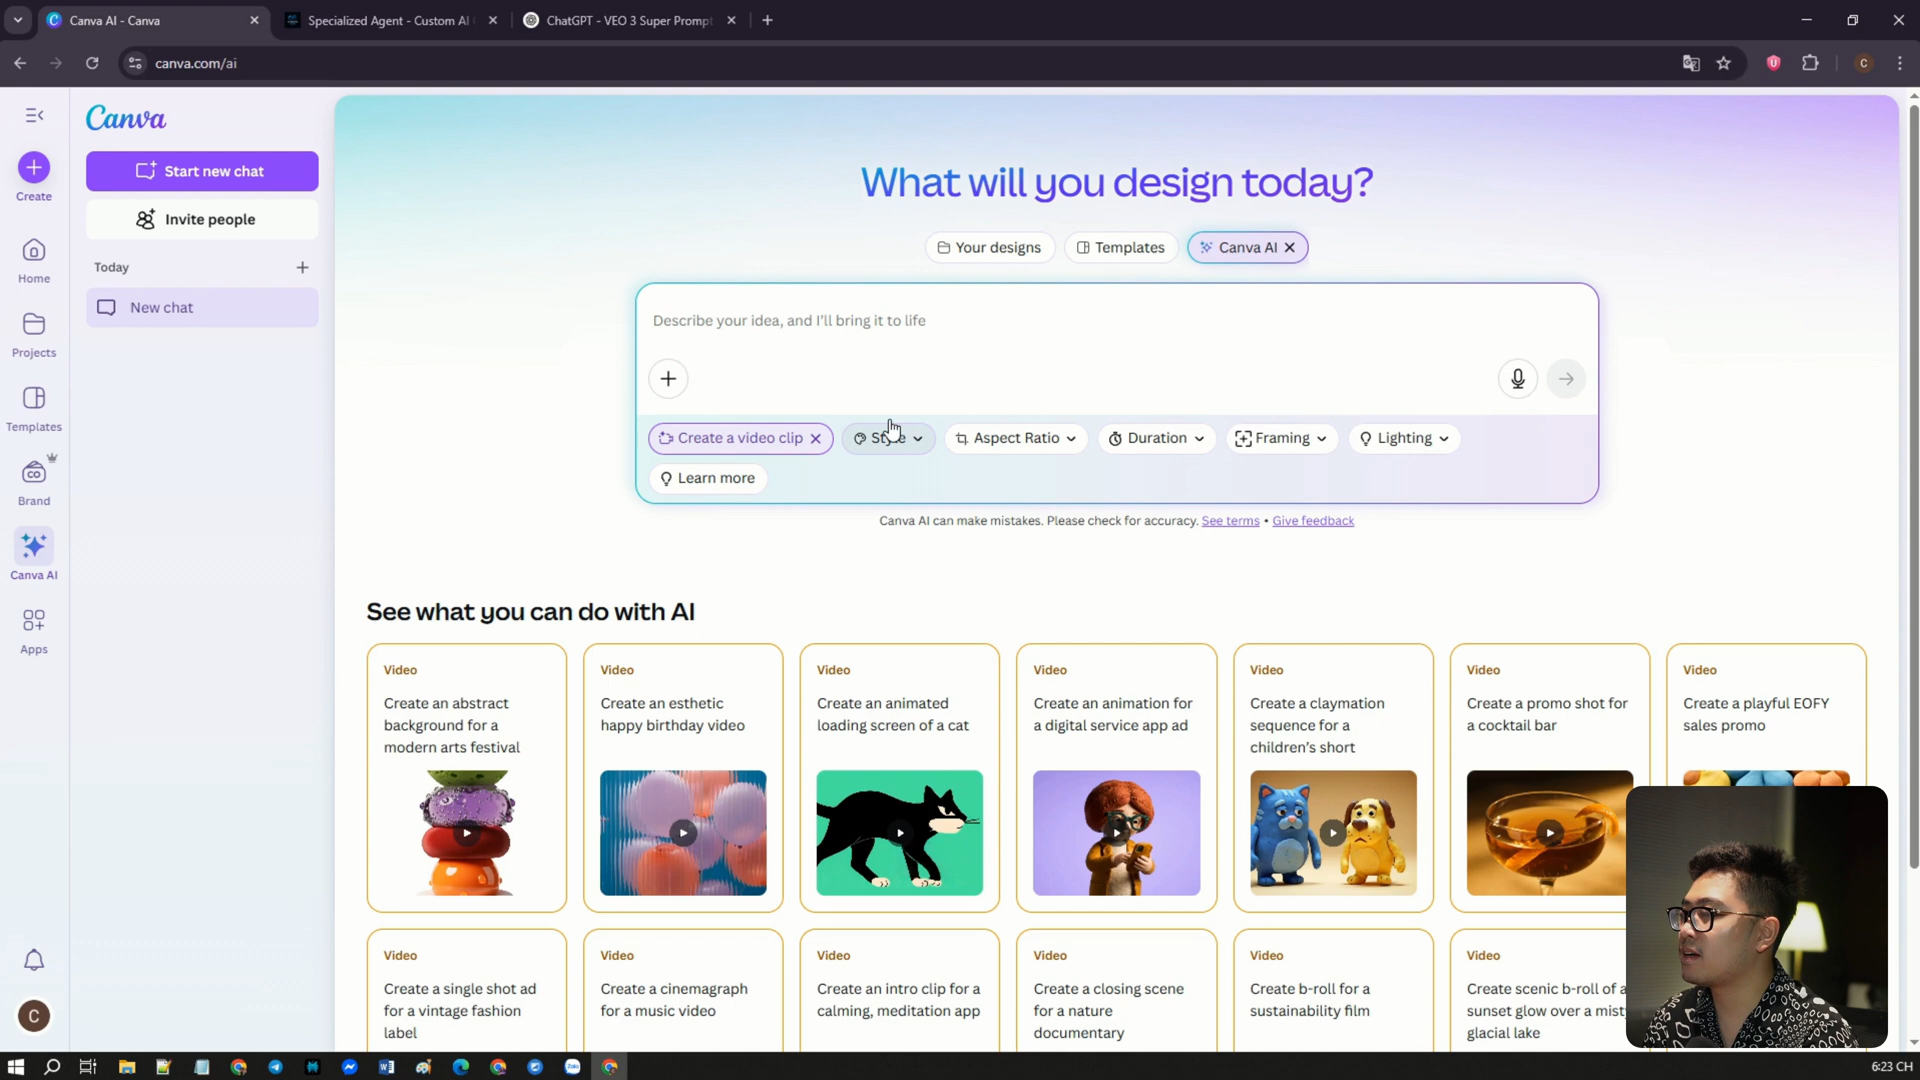 Canva AI - Canva
Specialized Agent - Custom AI
ChatGPT - VEO 3 Super Prompt
canva.com/ai
U
C
Canva
Start new chat
Invite people
Today
New chat
Create
Home
Projects
Templates
CO
Brand
Canva AI
Apps
C
What will you design today?
Your designs
Templates
Canva AI
Describe your idea, and I'll bring it to life
Create a video clip
Style
Aspect Ratio
Duration
Framing
Lighting
Learn more
Canva AI can make mistakes. Please check for accuracy. See terms • Give feedback
See what you can do with AI
Video
Create an abstract
background for a
modern arts festival
Video
Create an esthetic
happy birthday video
Video
Create an animated
loading screen of a cat
Video
Create an animation for
a digital service app ad
Video
Create a claymation
sequence for a
children's short
Video
Create a promo shot for
a cocktail bar
Video
Create a playful EOFY
sales promo
Video
Create a single shot ad
for a vintage fashion
label
Video
Create a cinemagraph
for a music video
Video
Create an intro clip for a
calming, meditation app
Video
Create a closing scene
for a nature
documentary
Video
Create b-roll for a
sustainability film
Video
Create scenic b-roll of a
sunset glow over a mist
glacial lake
Zalo
6:23 CH